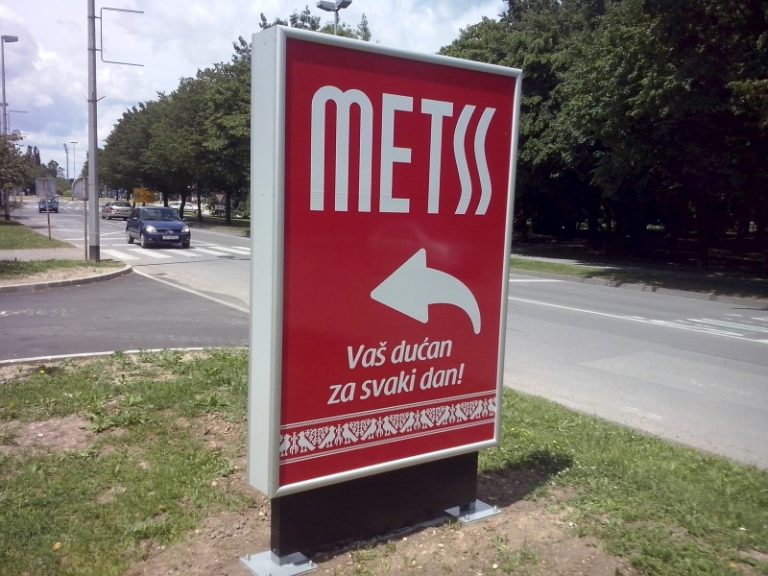 METSS
Vaš dućan
za svaki dan!